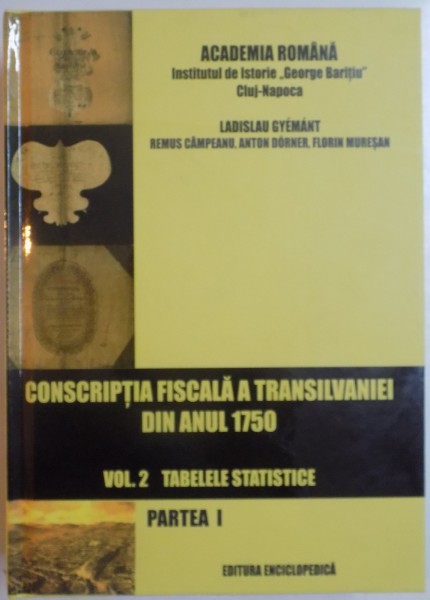 ACADEMIA ROMÂNĂ
Institutul de Istorie „George Barițiu"
Cluj-Napoca
LADISLAU GYÉMÁNT
REMUS CÂMPEANU, ANTON DÖRNER, FLORIN MUREȘAN
CONSCRIPȚIA FISCALĂ A TRANSILVANIEI
DIN ANUL 1750
VOL. 2 TABELELE STATISTICE
PARTEA I
EDITURA ENCICLOPEDICĂ